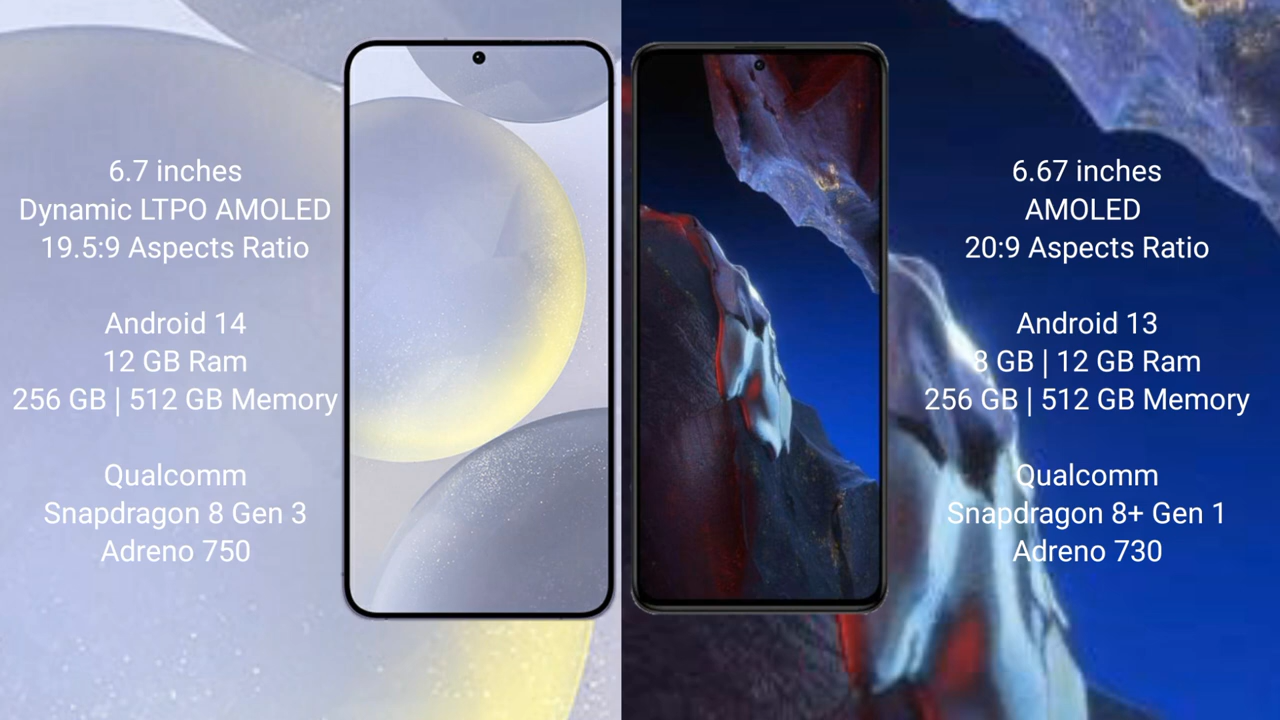 6.7 inches
Dynamic LTPO AMOLED
19.5:9 Aspects Ratio
Android 14
12 GB Ram
256 GB | 512 GB Memory
Qualcomm
Snapdragon 8 Gen 3
Adreno 750
6.67 inches
AMOLED
20:9 Aspects Ratio
Android 13
8 GB | 12 GB Ram
256 GB | 512 GB Memory
Qualcomm
Snapdragon 8+ Gen 1
Adreno 730